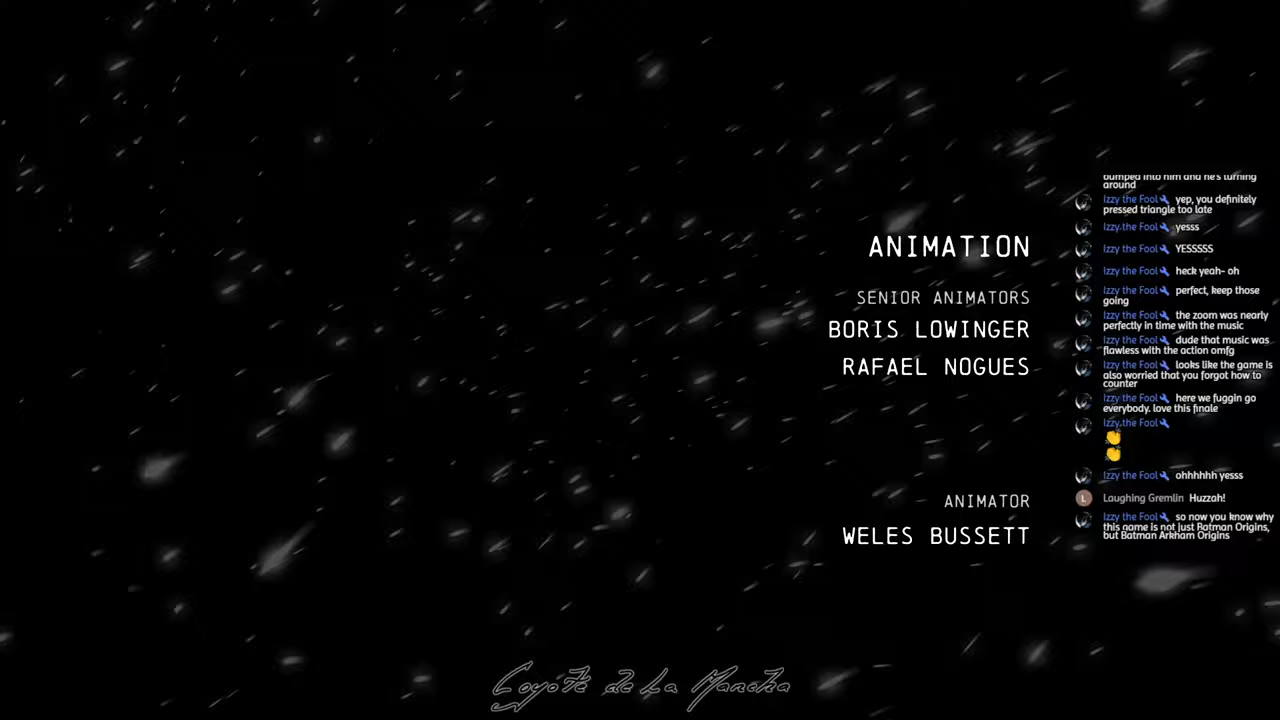 ANIMATION
SENIOR ANIMATORS
BORIS LOWINGER
RAFAEL NOGUES
ANIMATOR
WELES BUSSETT
bumped into him and he's turning
around
Izzy the Fool yep, you definitely
pressed triangle too late
Izzy the Fool yesss
Izzy the Fool YESSSSS
Izzy the Fool heck yeah- oh
Izzy the Fool perfect, keep those
going
Izzy the Fool the zoom was nearly
perfectly in time with the music
Izzy the Fool dude that music was
flawless with the action omfg
Izzy the Fool looks like the game is
also worried that you forgot how to
counter
Izzy the Fool here we fuggin go
everybody. love this finale
Izzy the Fool
Izzy the Fool ohhhhhh yesss
L Laughing Gremlin Huzzah!
Izzy the Fool so now you know why
this game is not just Batman Origins,
but Batman Arkham Origins
Coyote de La Mancha